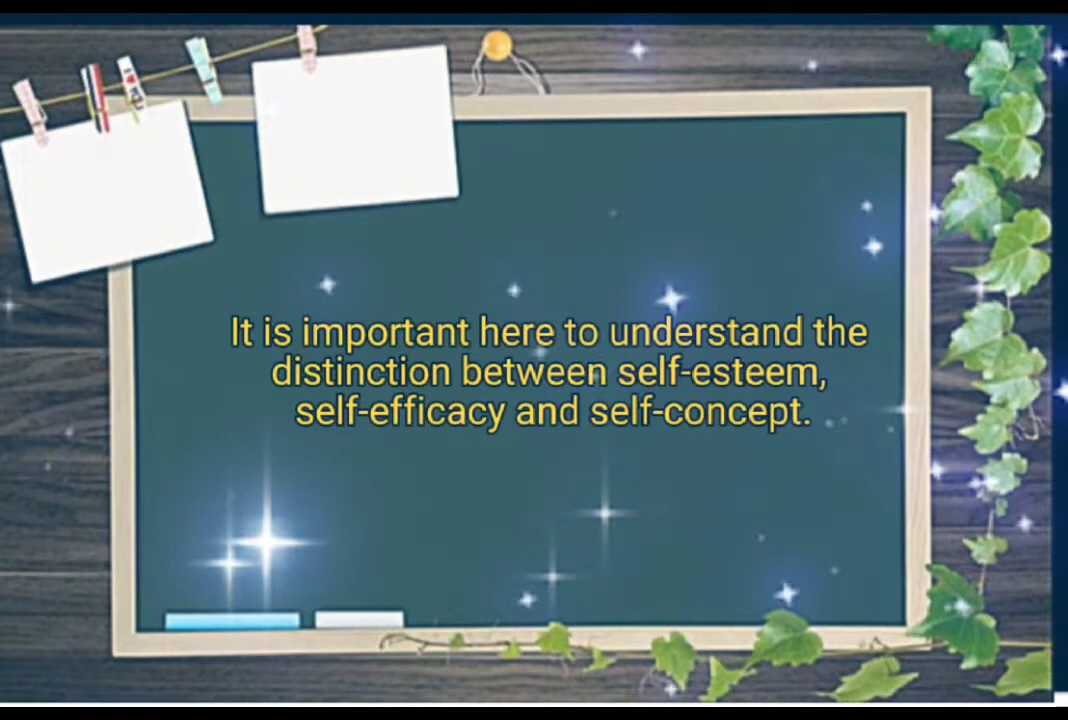 It is important here to understand the
distinction between self-esteem,
self-efficacy and self-concept.